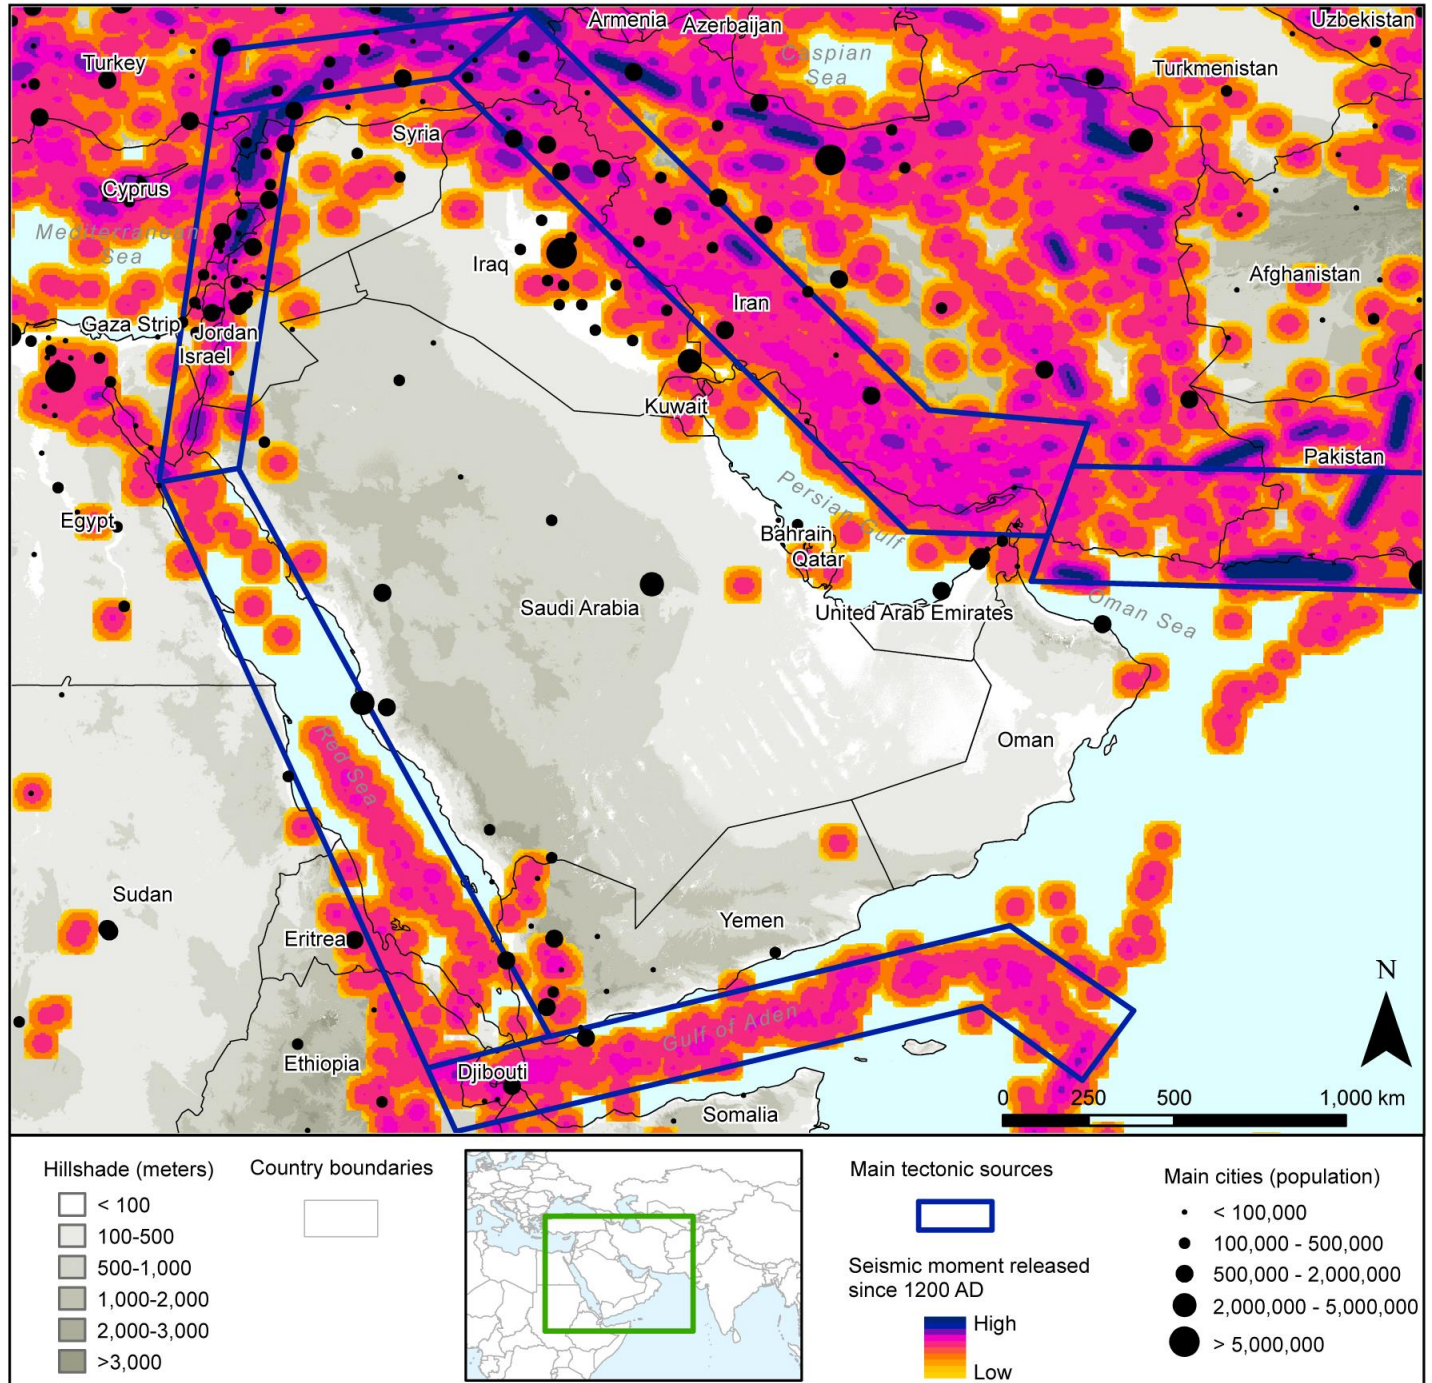 Armenia
Azerbaijan
Uzbekistan
Turkey
Caspian
Sea
Turkmenistan
Syria
Cyprus
Mediterranean
Sea
Iraq
Afghanistan
Iran
Gaza Strip
Jordan
Israel
Kuwait
Pakistan
Persian Gulf
Egypt
Bahrain
Qatar
Saudi Arabia
United Arab Emirates
Oman Sea
Red Sea
Oman
Sudan
Eritrea
Yemen
N
Gulf of Aden
Ethiopia
Djibouti
Somalia
0 250 500 1,000 km
Hillshade (meters)
< 100
100-500
500-1,000
1,000-2,000
2,000-3,000
>3,000
Country boundaries
Main tectonic sources
Seismic moment released
since 1200 AD
High
Low
Main cities (population)
< 100,000
100,000 - 500,000
500,000 - 2,000,000
2,000,000 - 5,000,000
> 5,000,000